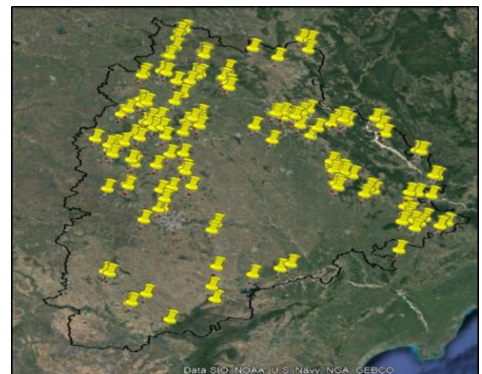 Data SIO, NOAA, U.S. Navy, NGA, GEBCO